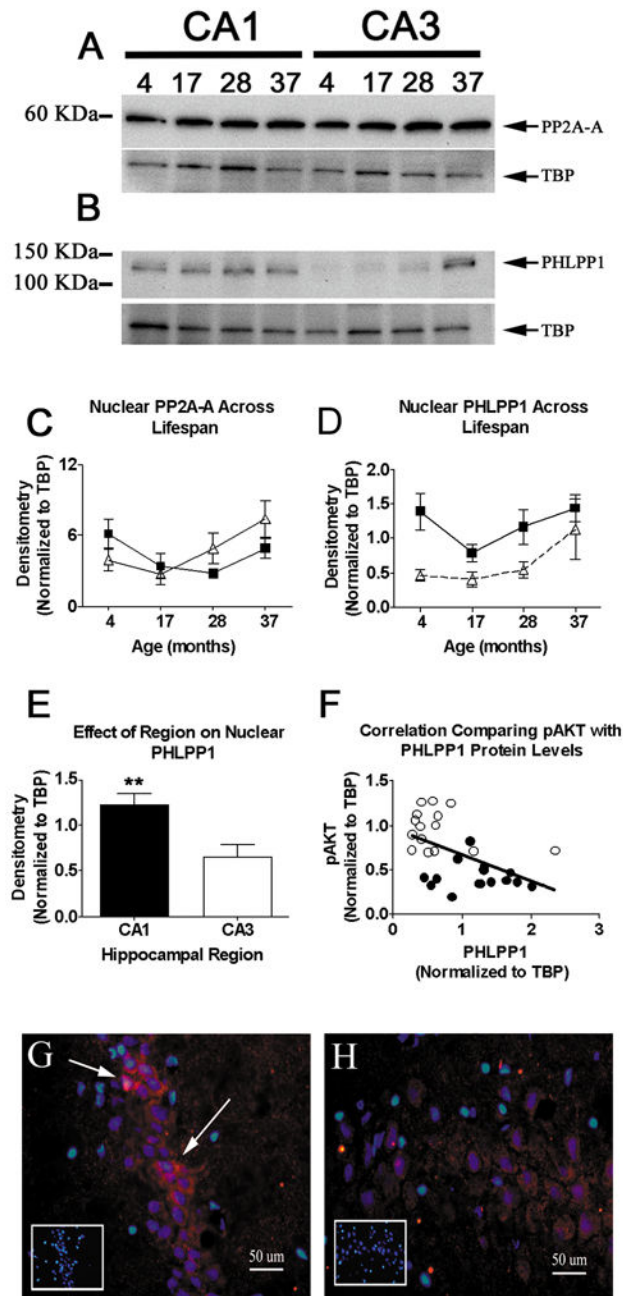 A
CA1 CA3
4 17 28 37 4 17 28 37
60 KDa
PP2A-A
TBP
B
150 KDa
100 KDa
PHLPP1
TBP
C
Nuclear PP2A-A Across
Lifespan
Densitometry
(Normalized to TBP)
12
6
0
4 17 28 37
Age (months)
D
Nuclear PHLPP1 Across
Lifespan
Densitometry
(Normalized to TBP)
2.0
1.5
1.0
0.5
0.0
4 17 28 37
Age (months)
E
Effect of Region on Nuclear
PHLPP1
Densitometry
(Normalized to TBP)
1.5
1.0
0.5
0.0
**
CA1 CA3
Hippocampal Region
F
Correlation Comparing pAKT with
PHLPP1 Protein Levels
pAKT
(Normalized to TBP)
1.5
1.0
0.5
0.0
0 1 2 3
PHLPP1
(Normalized to TBP)
G
50 um
H
50 um